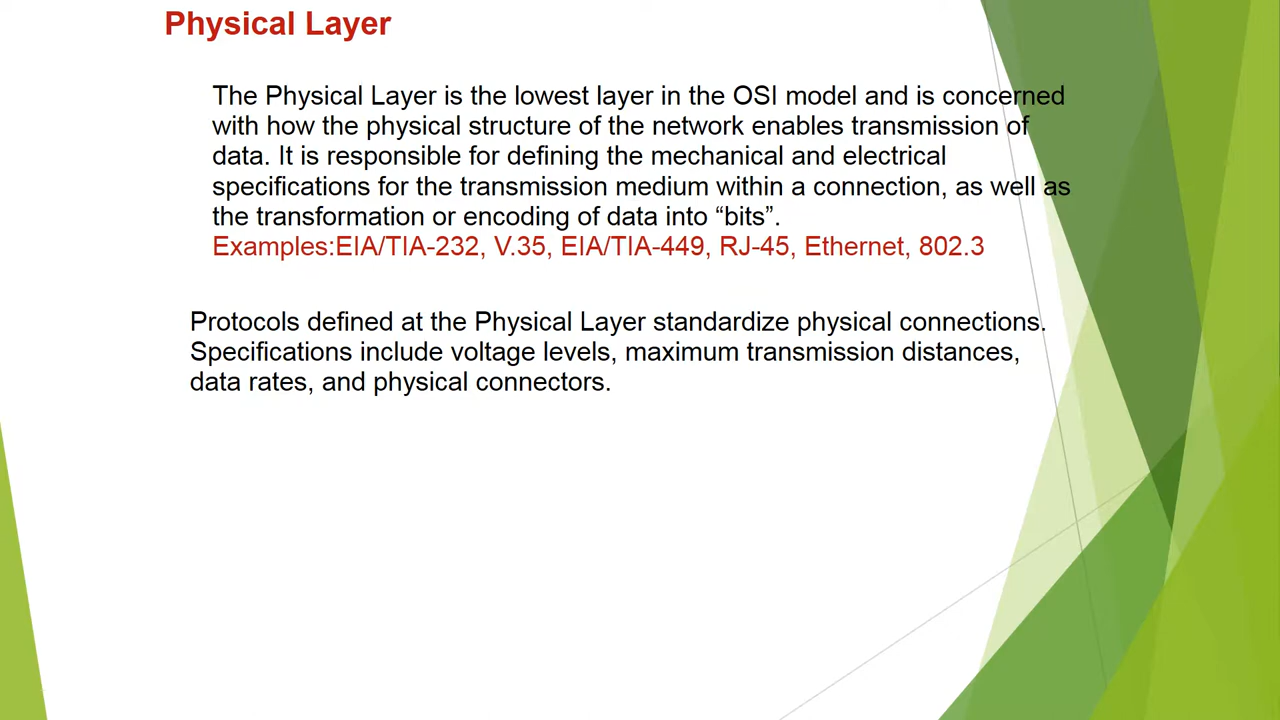 Physical Layer
The Physical Layer is the lowest layer in the OSI model and is concerned
with how the physical structure of the network enables transmission of
data. It is responsible for defining the mechanical and electrical
specifications for the transmission medium within a connection, as well as
the transformation or encoding of data into “bits”.
Examples:EIA/TIA-232, V.35, EIA/TIA-449, RJ-45, Ethernet, 802.3
Protocols defined at the Physical Layer standardize physical connections.
Specifications include voltage levels, maximum transmission distances,
data rates, and physical connectors.